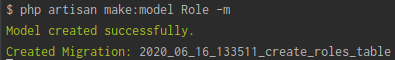 $ php artisan make:model Role -m
Model created successfully.
Created Migration: 2020_06_16_133511_create_roles_table